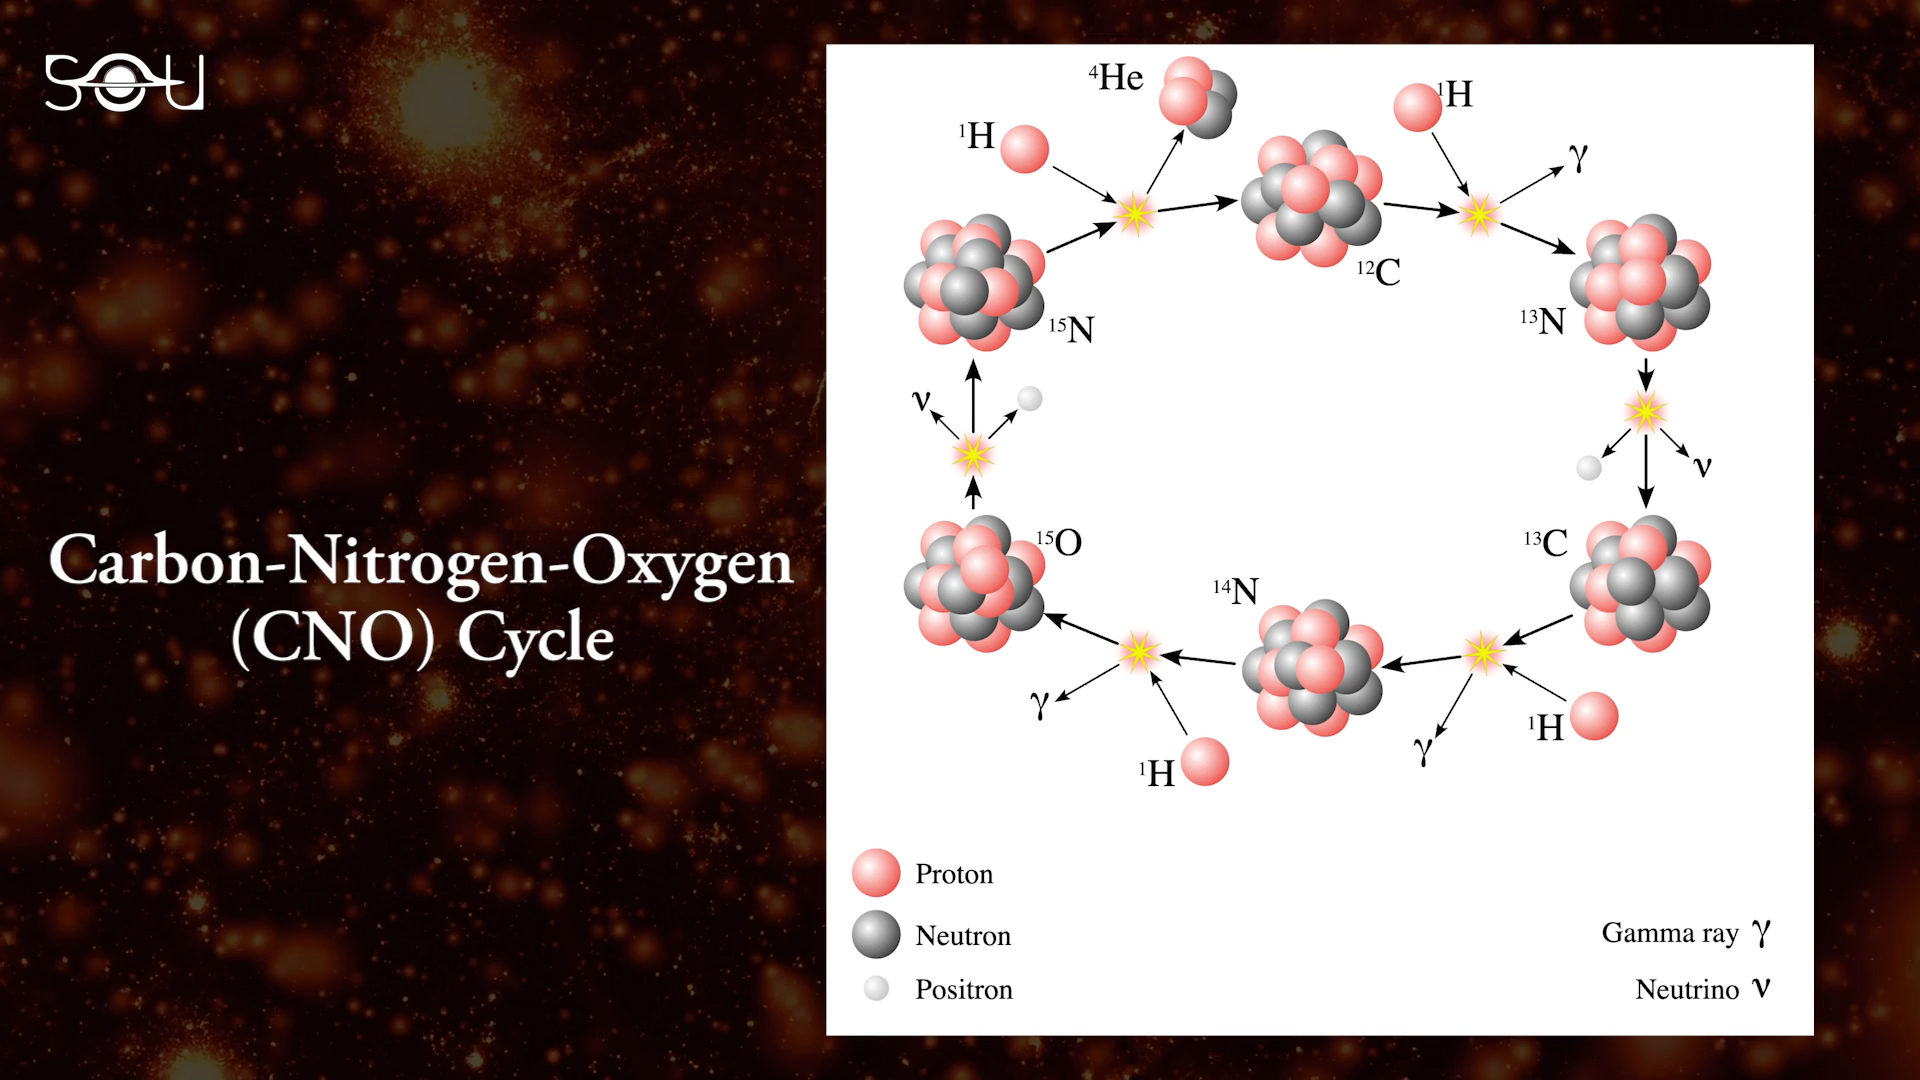 SOU
Carbon-Nitrogen-Oxygen
(CNO) Cycle
⁴He
¹H
¹H
γ
¹²C
¹⁵N
¹³N
ν
ν
¹⁵O
¹³C
¹⁴N
γ
¹H
γ
¹H
Proton
Neutron
Positron
Gamma ray γ
Neutrino ν